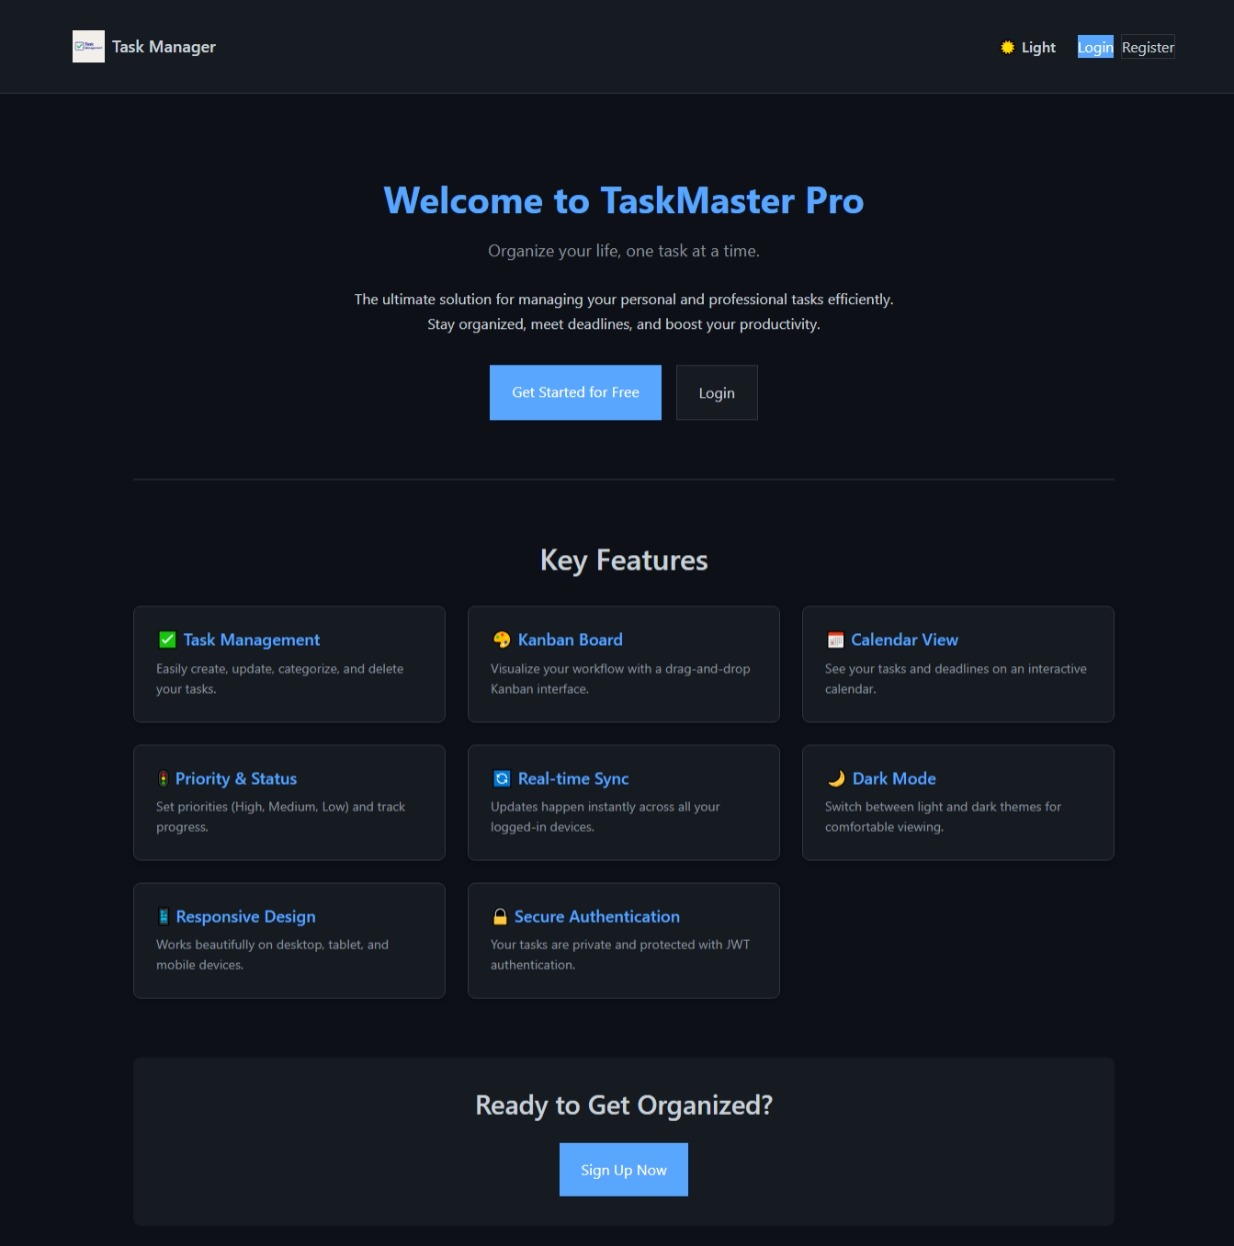 Task Management
Task Manager
Light
Login
Register
Welcome to TaskMaster Pro
Organize your life, one task at a time.
The ultimate solution for managing your personal and professional tasks efficiently.
Stay organized, meet deadlines, and boost your productivity.
Get Started for Free
Login
Key Features
Task Management
Easily create, update, categorize, and delete
your tasks.
Kanban Board
Visualize your workflow with a drag-and-drop
Kanban interface.
Calendar View
See your tasks and deadlines on an interactive
calendar.
Priority & Status
Set priorities (High, Medium, Low) and track
progress.
Real-time Sync
Updates happen instantly across all your
logged-in devices.
Dark Mode
Switch between light and dark themes for
comfortable viewing.
Responsive Design
Works beautifully on desktop, tablet, and
mobile devices.
Secure Authentication
Your tasks are private and protected with JWT
authentication.
Ready to Get Organized?
Sign Up Now